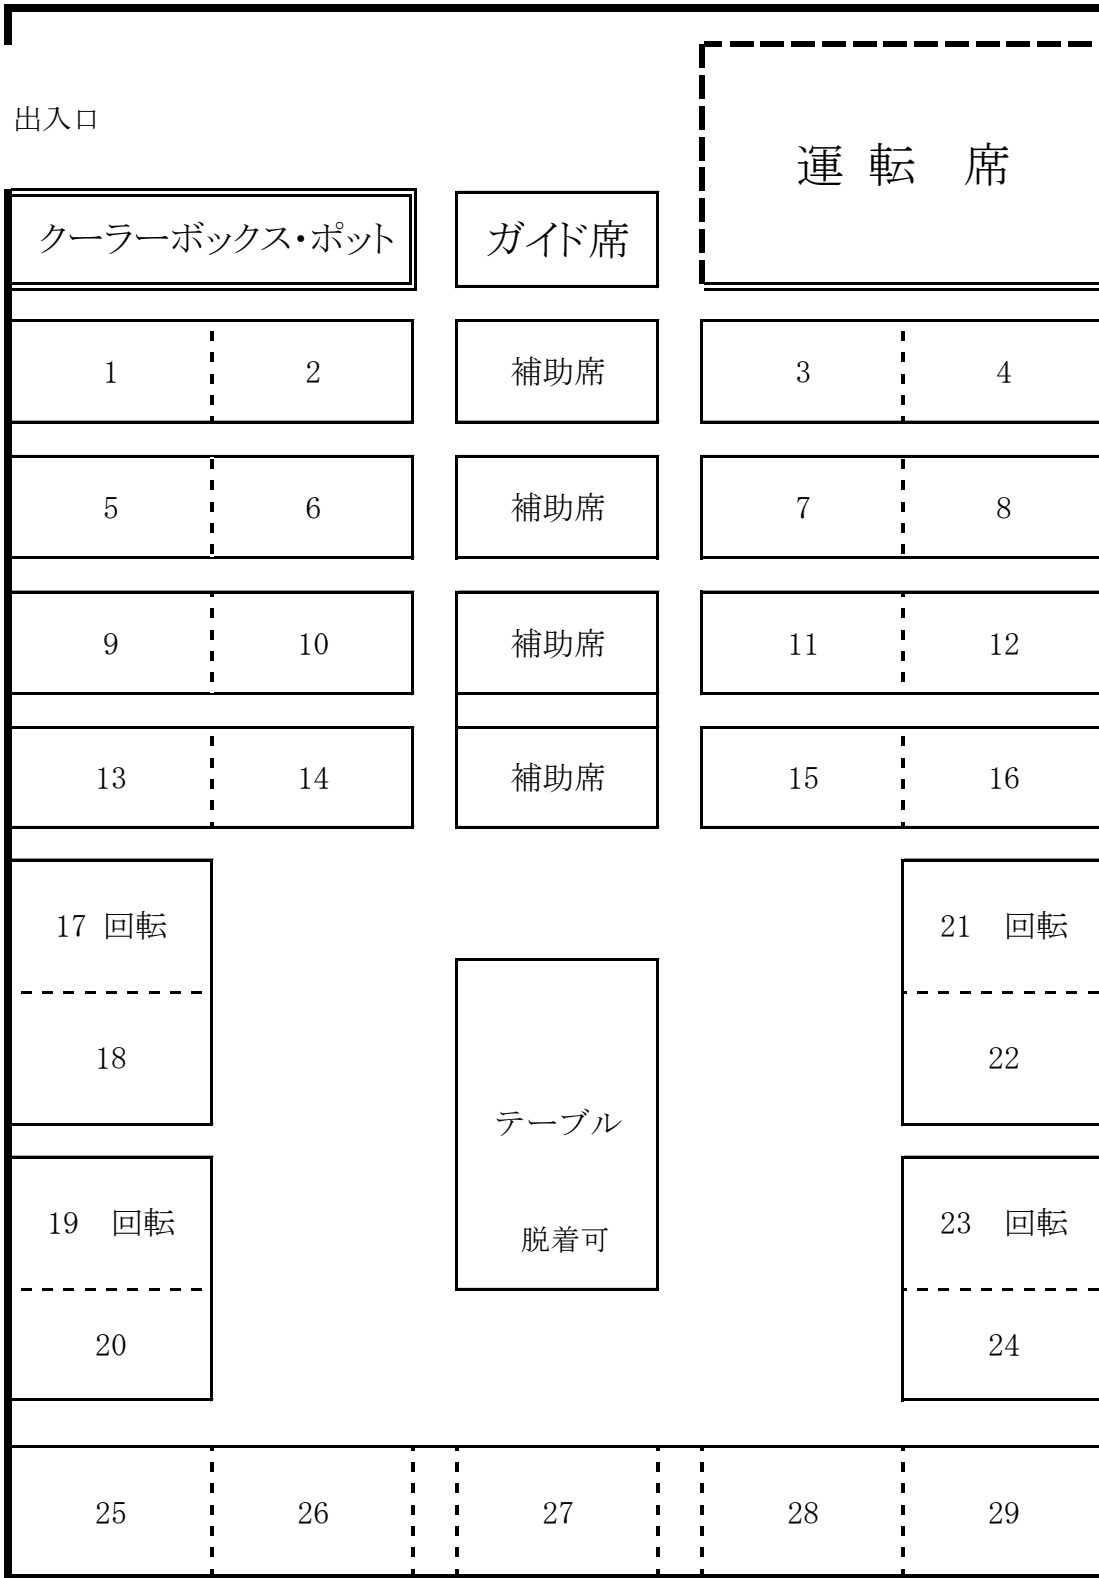 出入口
運 転　席
クーラーボックス・ポット
ガイド席
1
2
補助席
3
4
5
6
補助席
7
8
9
10
補助席
11
12
13
14
補助席
15
16
17 回転
21　回転
18
22
テーブル
19　回転
23　回転
脱着可
20
24
25
26
27
28
29